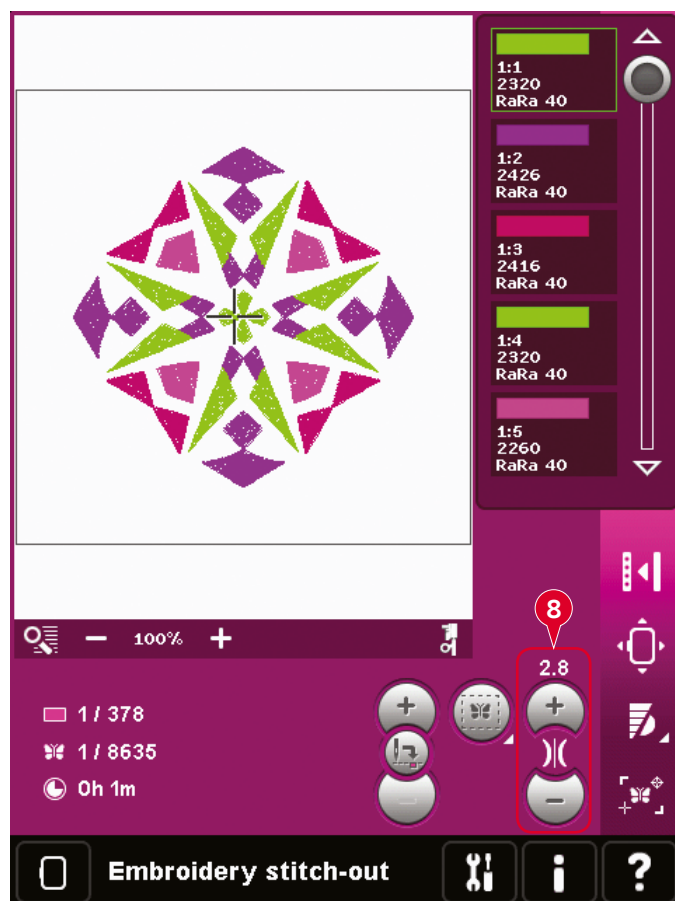 1:1
2320
RaRa 40
1:2
2426
RaRa 40
1:3
2416
RaRa 40
1:4
2320
RaRa 40
1:5
2260
RaRa 40
− 100% +
8
2.8
+ +
− −
1 / 378
1 / 8635
0h 1m
Embroidery stitch-out
i ?